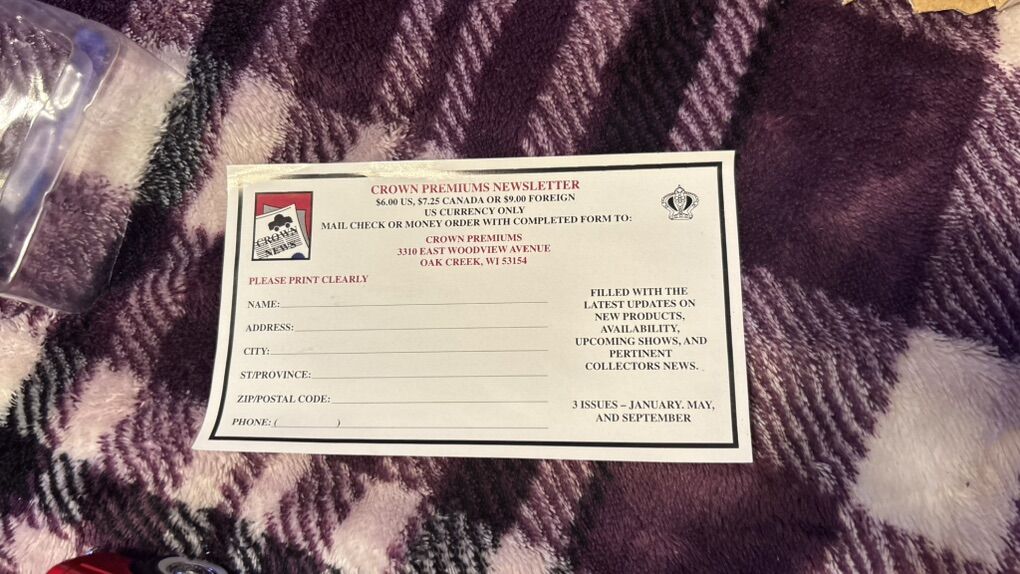 CROWN PREMIUMS NEWSLETTER
$6.00 US, $7.25 CANADA OR $9.00 FOREIGN
US CURRENCY ONLY
MAIL CHECK OR MONEY ORDER WITH COMPLETED FORM TO:
CROWN PREMIUMS
3310 EAST WOODVIEW AVENUE
OAK CREEK, WI 53154
CROWN
NEWS
PLEASE PRINT CLEARLY
NAME:
ADDRESS:
CITY:
ST/PROVINCE:
ZIP/POSTAL CODE:
PHONE: ( )
FILLED WITH THE
LATEST UPDATES ON
NEW PRODUCTS,
AVAILABILITY,
UPCOMING SHOWS, AND
PERTINENT
COLLECTORS NEWS.
3 ISSUES – JANUARY. MAY,
AND SEPTEMBER